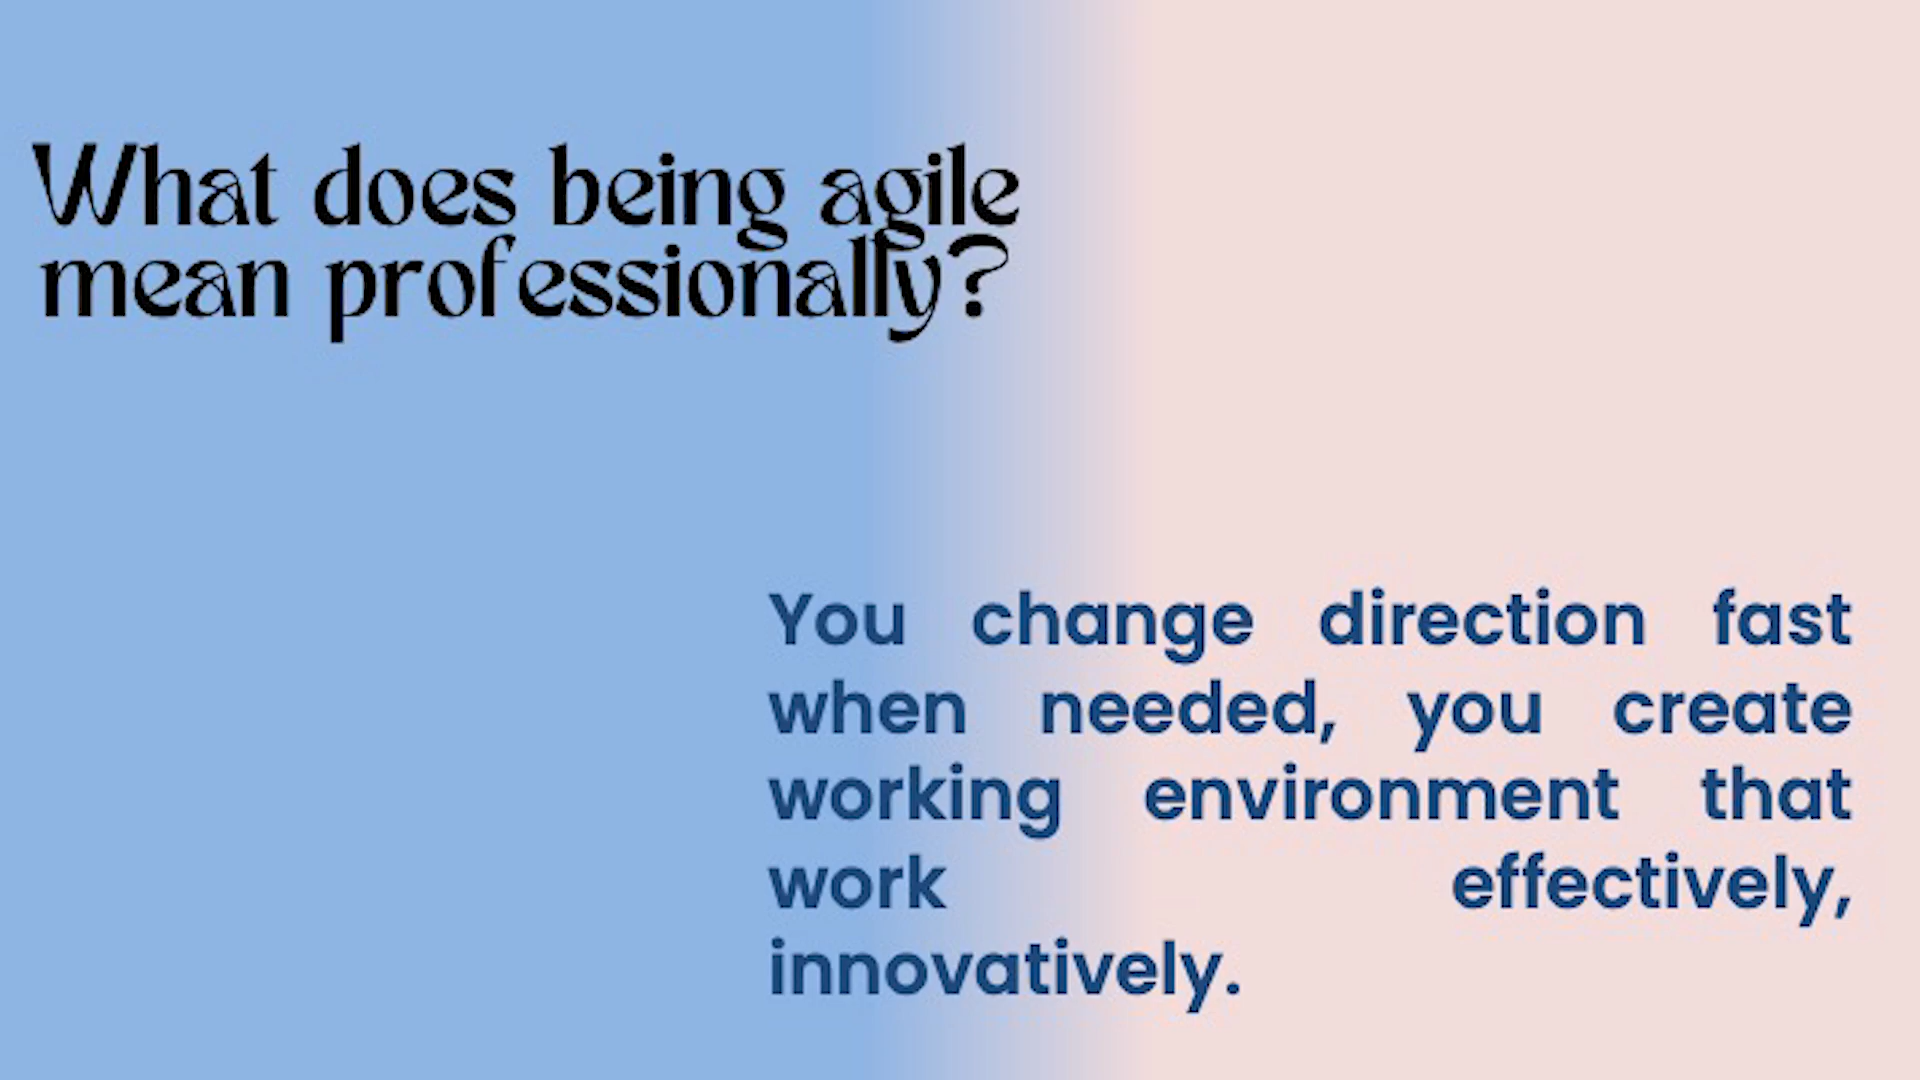 What does being agile
mean professionally?
You change direction fast
when needed, you create
working environment that
work effectively,
innovatively.